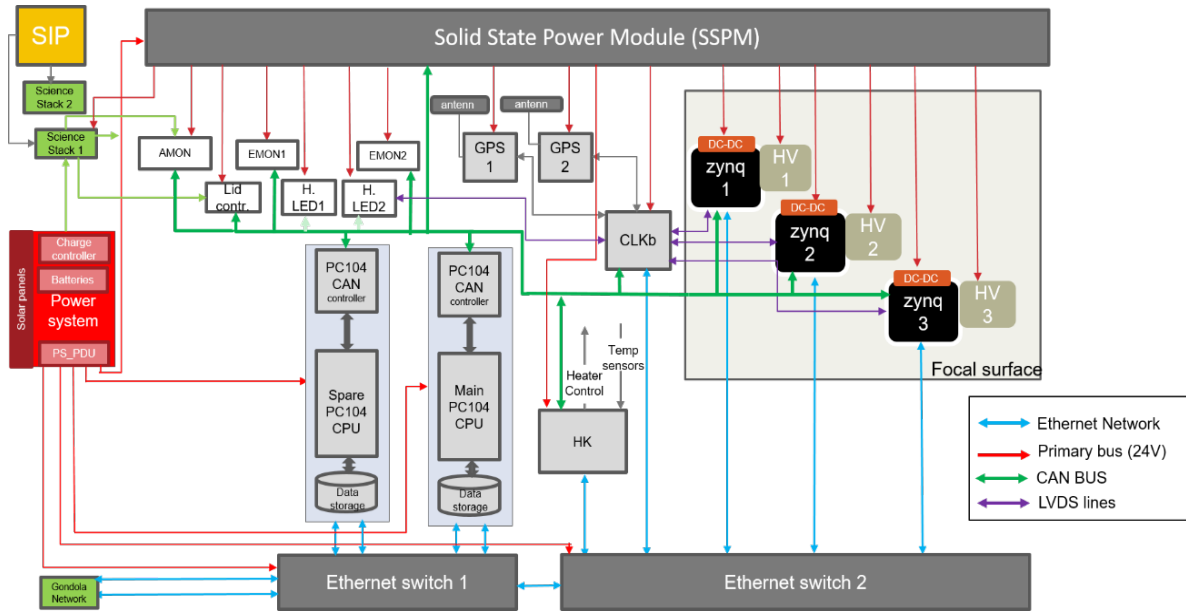 SIP
Solid State Power Module (SSPM)
Science
Stack 2
Science
Stack 1
AMON
EMON1
EMON2
antenn
antenn
GPS
1
GPS
2
DC-DC
zynq
1
HV
1
Lid
contr.
H.
LED1
H.
LED2
CLKb
DC-DC
zynq
2
HV
2
Solar panels
Charge
controller
Batteries
Power
system
PS_PDU
PC104
CAN
controller
PC104
CAN
controller
DC-DC
zynq
3
HV
3
Focal surface
Heater
Control
Temp
sensors
Spare
PC104
CPU
Main
PC104
CPU
HK
Data
storage
Data
storage
Ethernet Network
Primary bus (24V)
CAN BUS
LVDS lines
Gondola
Network
Ethernet switch 1
Ethernet switch 2